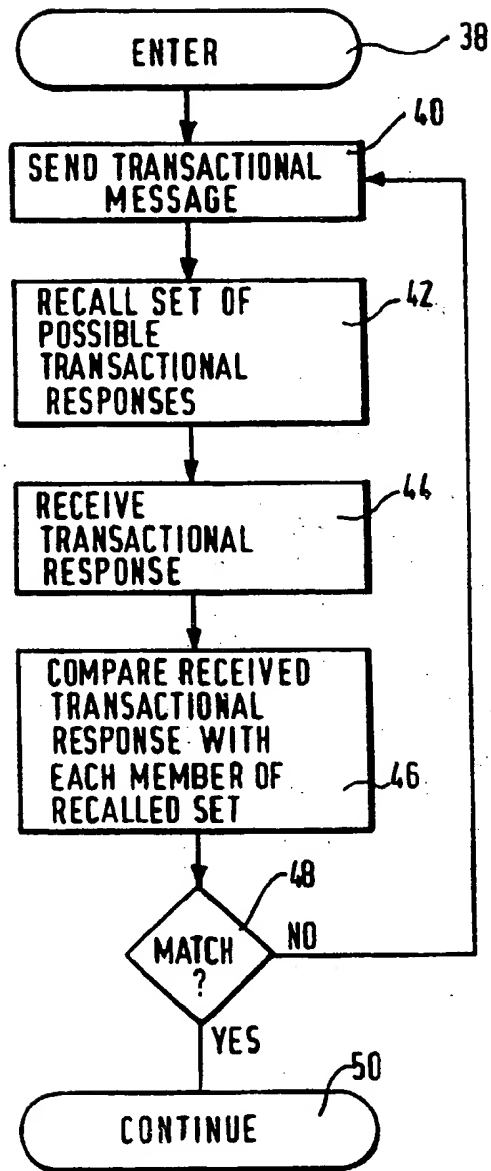 ENTER
38
40
SEND TRANSACTIONAL
MESSAGE
42
RECALL SET OF
POSSIBLE
TRANSACTIONAL
RESPONSES
44
RECEIVE
TRANSACTIONAL
RESPONSE
COMPARE RECEIVED
TRANSACTIONAL
RESPONSE WITH
EACH MEMBER OF
RECALLED SET
46
48
MATCH
?
NO
YES
50
CONTINUE